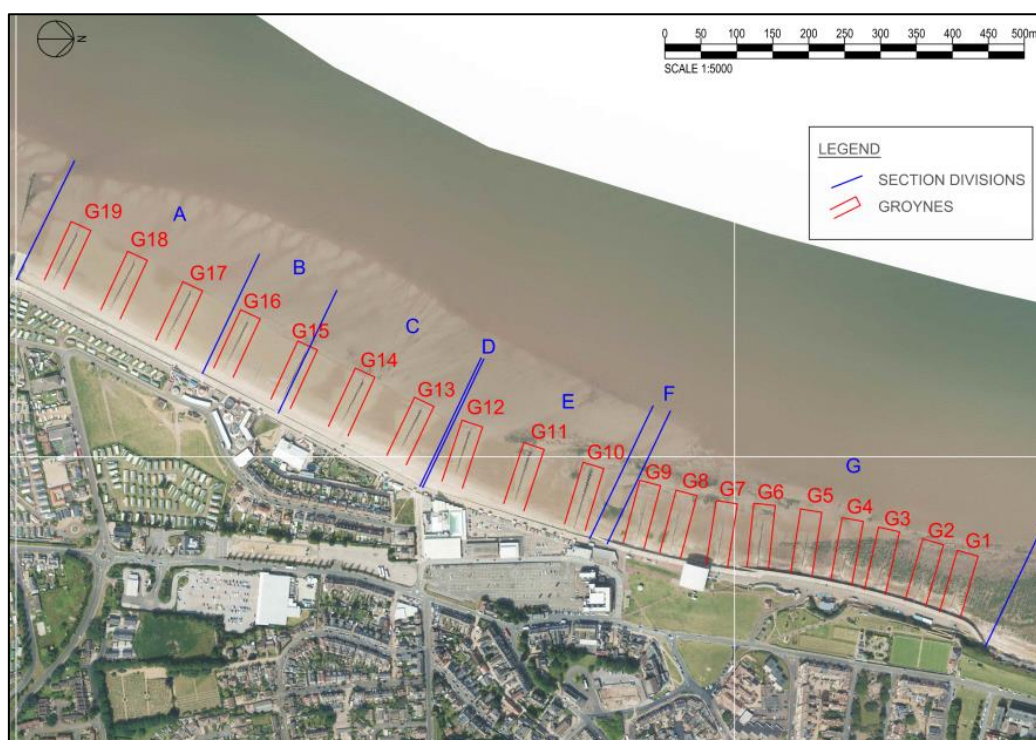 N
0 50 100 150 200 250 300 350 400 450 500m
SCALE 1:5000
LEGEND
SECTION DIVISIONS
GROYNES
G19
A
G18
G17
B
G16
G15
C
G14
G13
D
G12
E
G11
G10
F
G9
G8
G7
G6
G
G5
G4
G3
G2
G1